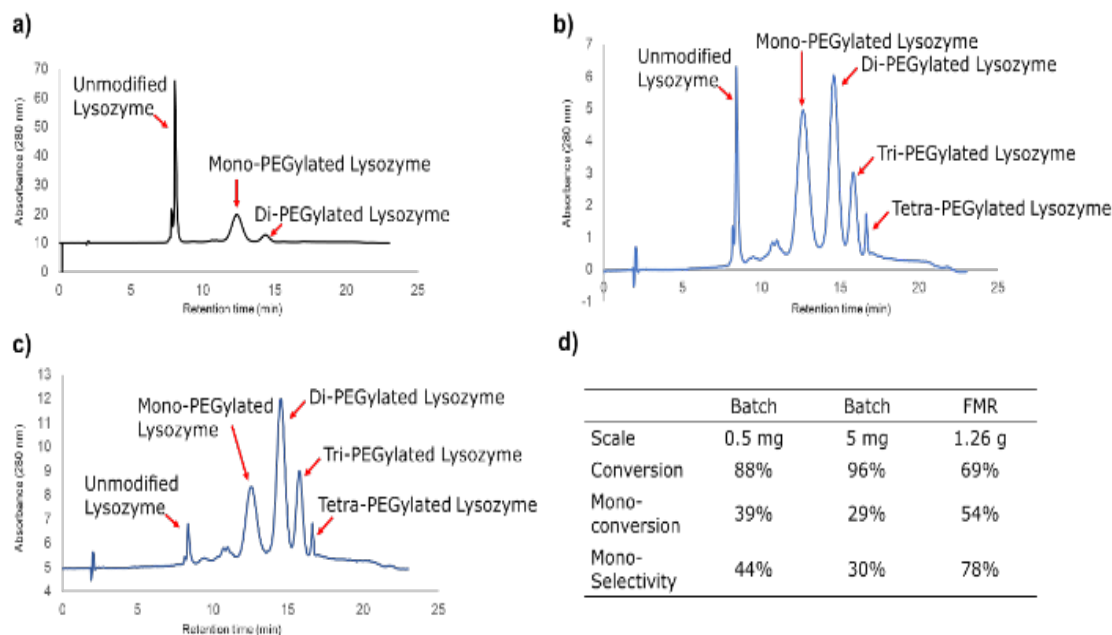 a)
Absorbance (280 nm)
70
60
50
40
30
20
10
0
0
5
10
15
20
25
Retention time (min)
Unmodified
Lysozyme
Mono-PEGylated Lysozyme
Di-PEGylated Lysozyme
b)
Absorbance (280 nm)
7
6
5
4
3
2
1
0
-1
5
10
15
20
25
Retention time (min)
Unmodified
Lysozyme
Mono-PEGylated Lysozyme
Di-PEGylated Lysozyme
Tri-PEGylated Lysozyme
Tetra-PEGylated Lysozyme
c)
Absorbance (280 nm)
13
12
11
10
9
8
7
6
5
4
0
5
10
15
20
25
Retention time (min)
Unmodified
Lysozyme
Mono-PEGylated
Lysozyme
Di-PEGylated Lysozyme
Tri-PEGylated Lysozyme
Tetra-PEGylated Lysozyme
d)
Batch Batch FMR
Scale 0.5 mg 5 mg 1.26 g
Conversion 88% 96% 69%
Mono-
conversion 39% 29% 54%
Mono-
Selectivity 44% 30% 78%